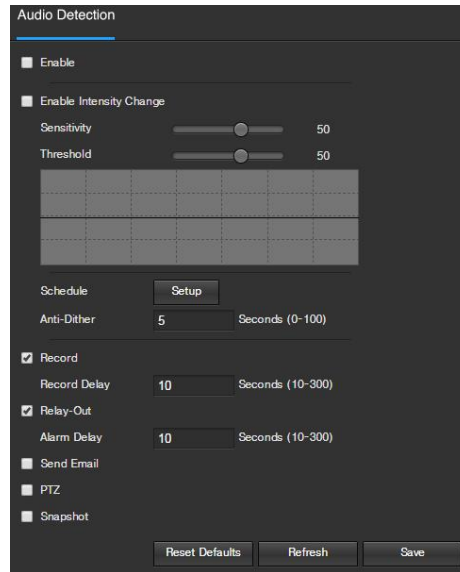 Audio Detection
Enable
Enable Intensity Change
Sensitivity 50
Threshold 50
Schedule Setup
Anti-Dither 5 Seconds (0-100)
Record
Record Delay 10 Seconds (10-300)
Relay-Out
Alarm Delay 10 Seconds (10-300)
Send Email
PTZ
Snapshot
Reset Defaults Refresh Save